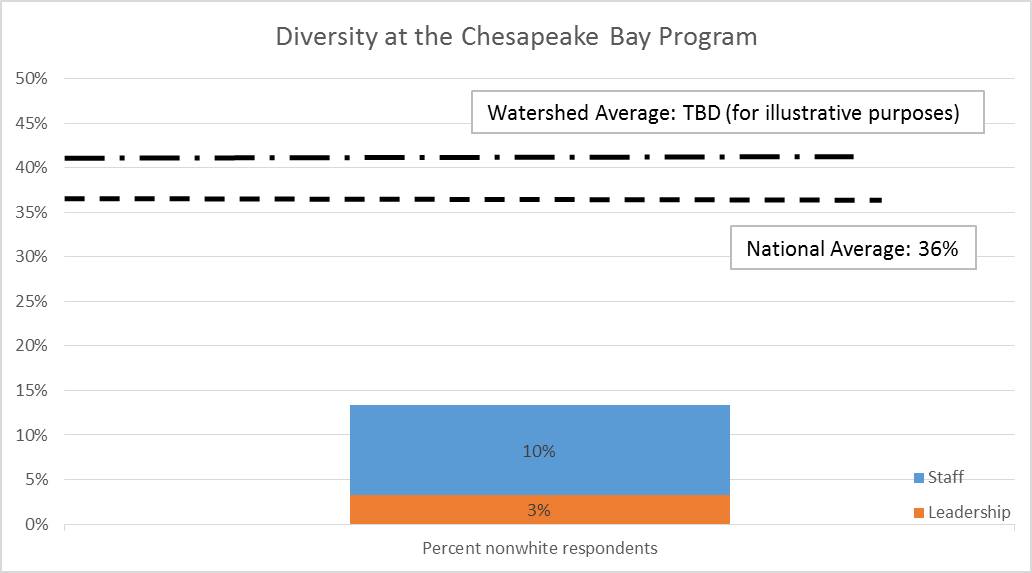 Diversity at the Chesapeake Bay Program
50%
Watershed Average: TBD (for illustrative purposes)
45%
40%
35%
National Average: 36%
30%
25%
20%
15%
10%
10%
5%
Staff
3%
Leadership
0%
Percent nonwhite respondents